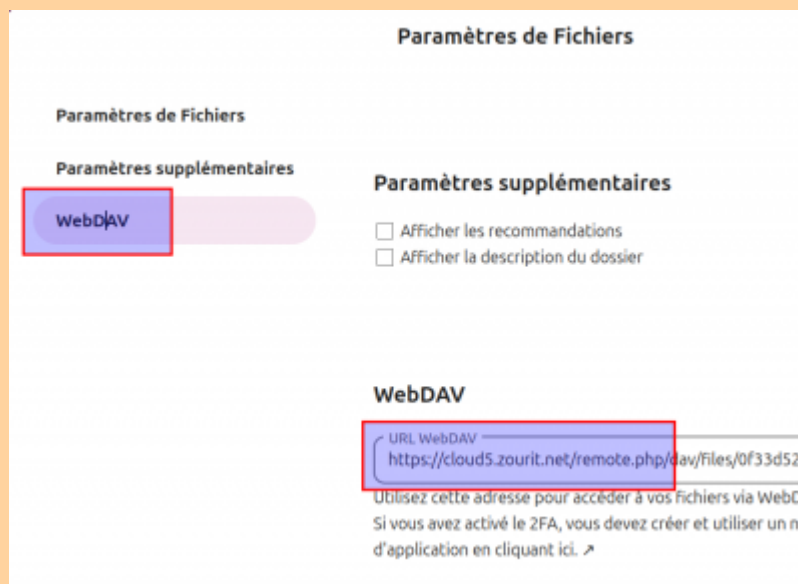 Paramètres de Fichiers
Paramètres de Fichiers
Paramètres supplémentaires
WebDAV
Paramètres supplémentaires
Afficher les recommandations
Afficher la description du dossier
WebDAV
URL WebDAV
https://cloud5.zourit.net/remote.php/dav/files/0f33d52
Utilisez cette adresse pour accéder à vos fichiers via WebD
Si vous avez activé le 2FA, vous devez créer et utiliser un n
d'application en cliquant ici. ↗